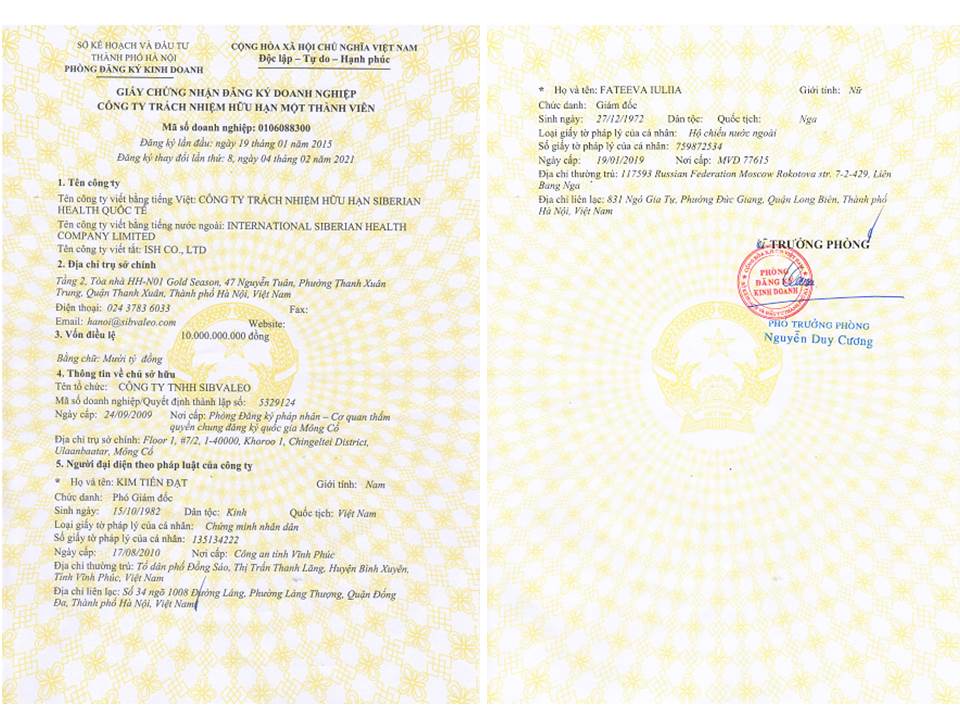 SỞ KẾ HOẠCH VÀ ĐẦU TƯ
THÀNH PHỐ HÀ NỘI
PHÒNG ĐĂNG KÝ KINH DOANH
CỘNG HÒA XÃ HỘI CHỦ NGHĨA VIỆT NAM
Độc lập – Tự do – Hạnh phúc
GIẤY CHỨNG NHẬN ĐĂNG KÝ DOANH NGHIỆP
CÔNG TY TRÁCH NHIỆM HỮU HẠN MỘT THÀNH VIÊN
Mã số doanh nghiệp: 0106088300
Đăng ký lần đầu: ngày 19 tháng 01 năm 2015
Đăng ký thay đổi lần thứ: 8, ngày 04 tháng 02 năm 2021
1. Tên công ty
Tên công ty viết bằng tiếng Việt: CÔNG TY TRÁCH NHIỆM HỮU HẠN SIBERIAN
HEALTH QUỐC TẾ
Tên công ty viết bằng tiếng nước ngoài: INTERNATIONAL SIBERIAN HEALTH
COMPANY LIMITED
Tên công ty viết tắt: ISH CO., LTD
2. Địa chỉ trụ sở chính
Tầng 2, Tòa nhà HH-N01 Gold Season, 47 Nguyễn Tuân, Phường Thanh Xuân
Trung, Quận Thanh Xuân, Thành phố Hà Nội, Việt Nam
Điện thoại: 024 3783 6033 Fax:
Email: hanoi@sibvaleo.com Website:
3. Vốn điều lệ 10.000.000.000 đồng
Bằng chữ: Mười tỷ đồng
4. Thông tin về chủ sở hữu
Tên tổ chức: CÔNG TY TNHH SIBVALEO
Mã số doanh nghiệp/Quyết định thành lập số: 5329124
Ngày cấp: 24/09/2009 Nơi cấp: Phòng Đăng ký pháp nhân – Cơ quan thẩm
quyền chung đăng ký quốc gia Mông Cổ
Địa chỉ trụ sở chính: Floor 1, #7/2, 1-40000, Khoroo 1, Chingeltei District,
Ulaanbaatar, Mông Cổ
5. Người đại diện theo pháp luật của công ty
* Họ và tên: KIM TIẾN ĐẠT Giới tính: Nam
Chức danh: Phó Giám đốc
Sinh ngày: 15/10/1982 Dân tộc: Kinh Quốc tịch: Việt Nam
Loại giấy tờ pháp lý của cá nhân: Chứng minh nhân dân
Số giấy tờ pháp lý của cá nhân: 135134222
Ngày cấp: 17/08/2010 Nơi cấp: Công an tỉnh Vĩnh Phúc
Địa chỉ thường trú: Tổ dân phố Đồng Sáo, Thị Trấn Thanh Lãng, Huyện Bình Xuyên,
Tỉnh Vĩnh Phúc, Việt Nam
Địa chỉ liên lạc: Số 34 ngõ 1008 Đường Láng, Phường Láng Thượng, Quận Đống
Đa, Thành phố Hà Nội, Việt Nam
* Họ và tên: FATEEVA IULIIA Giới tính: Nữ
Chức danh: Giám đốc
Sinh ngày: 27/12/1972 Dân tộc: Quốc tịch: Nga
Loại giấy tờ pháp lý của cá nhân: Hộ chiếu nước ngoài
Số giấy tờ pháp lý của cá nhân: 759872534
Ngày cấp: 19/01/2019 Nơi cấp: MVD 77615
Địa chỉ thường trú: 117593 Russian Federation Moscow Rokotova str. 7-2-429, Liên
Bang Nga
Địa chỉ liên lạc: 831 Ngô Gia Tự, Phường Đức Giang, Quận Long Biên, Thành phố
Hà Nội, Việt Nam
TRƯỞNG PHÒNG
PHÒNG
ĐĂNG KÝ
KINH DOANH
PHÓ TRƯỞNG PHÒNG
Nguyễn Duy Cương